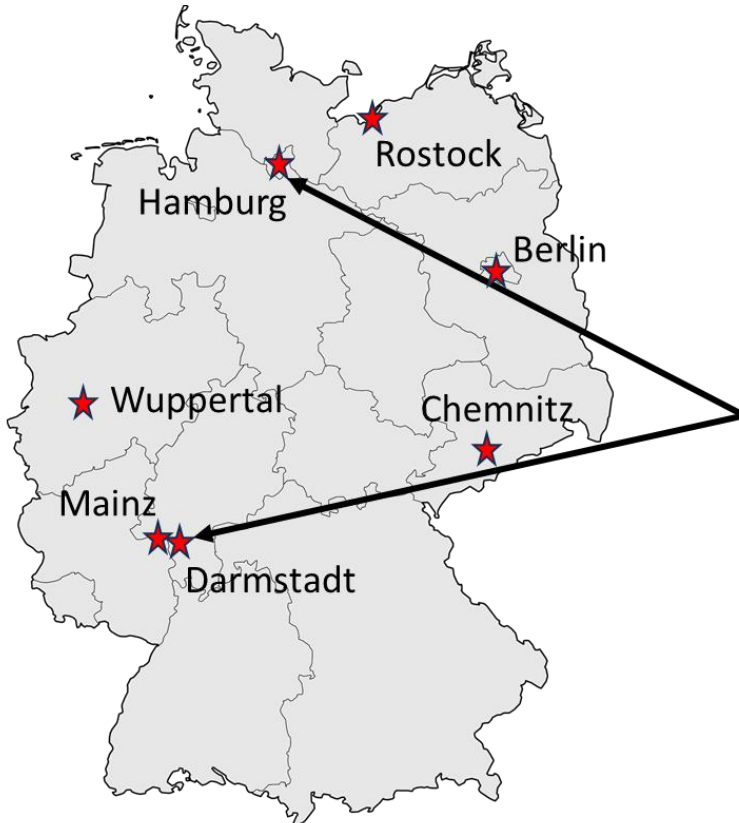 Rostock
Hamburg
Berlin
Wuppertal
Chemnitz
Mainz
Darmstadt